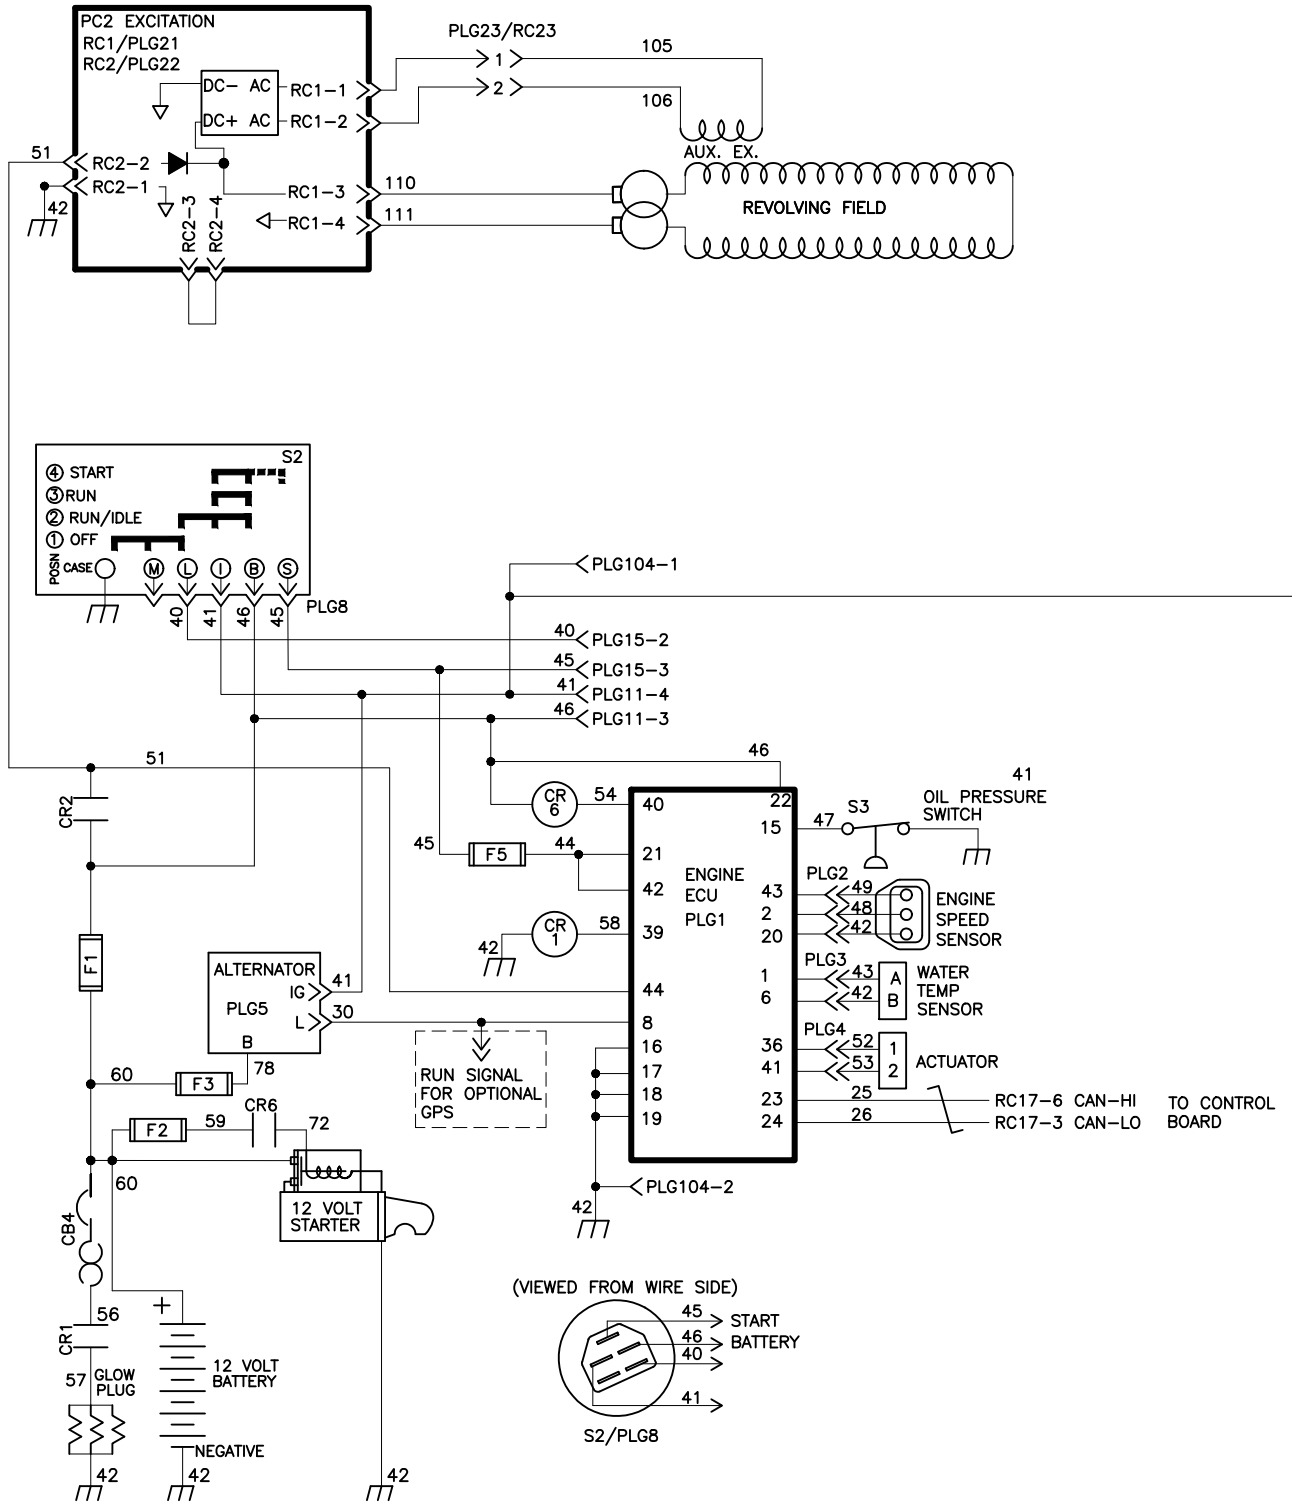 PC2 EXCITATION
RC1/PLG21
RC2/PLG22
DC- AC
DC+ AC
RC1-1
RC1-2
RC2-2
RC2-1
RC1-3
RC1-4
RC2-3
RC2-4
51
42
PLG23/RC23
1
2
105
106
AUX. EX.
110
111
REVOLVING FIELD
S2
4 START
3 RUN
2 RUN/IDLE
1 OFF
POSN
CASE
M L I B S
PLG8
40
41
46
45
PLG104-1
40 PLG15-2
45 PLG15-3
41 PLG11-4
46 PLG11-3
51
CR2
46
41
CR
6
54
40
22
45
F5
44
21
42
ENGINE
ECU
PLG1
CR
1
58
39
42
44
8
16
17
18
19
15
47
S3
OIL PRESSURE
SWITCH
PLG2
43
49
2
48
20
42
ENGINE
SPEED
SENSOR
PLG3
1
43
A
6
42
B
WATER
TEMP
SENSOR
PLG4
36
52
1
41
53
2
ACTUATOR
23
25
RC17-6 CAN-HI
24
26
RC17-3 CAN-LO
TO CONTROL
BOARD
F1
ALTERNATOR
PLG5
IG
41
L
30
B
78
60
F3
RUN SIGNAL
FOR OPTIONAL
GPS
F2
59
CR6
72
60
12 VOLT
STARTER
PLG104-2
42
CB4
56
CR1
57
GLOW
PLUG
+
12 VOLT
BATTERY
NEGATIVE
42
42
42
(VIEWED FROM WIRE SIDE)
45 START
46 BATTERY
40
41
S2/PLG8